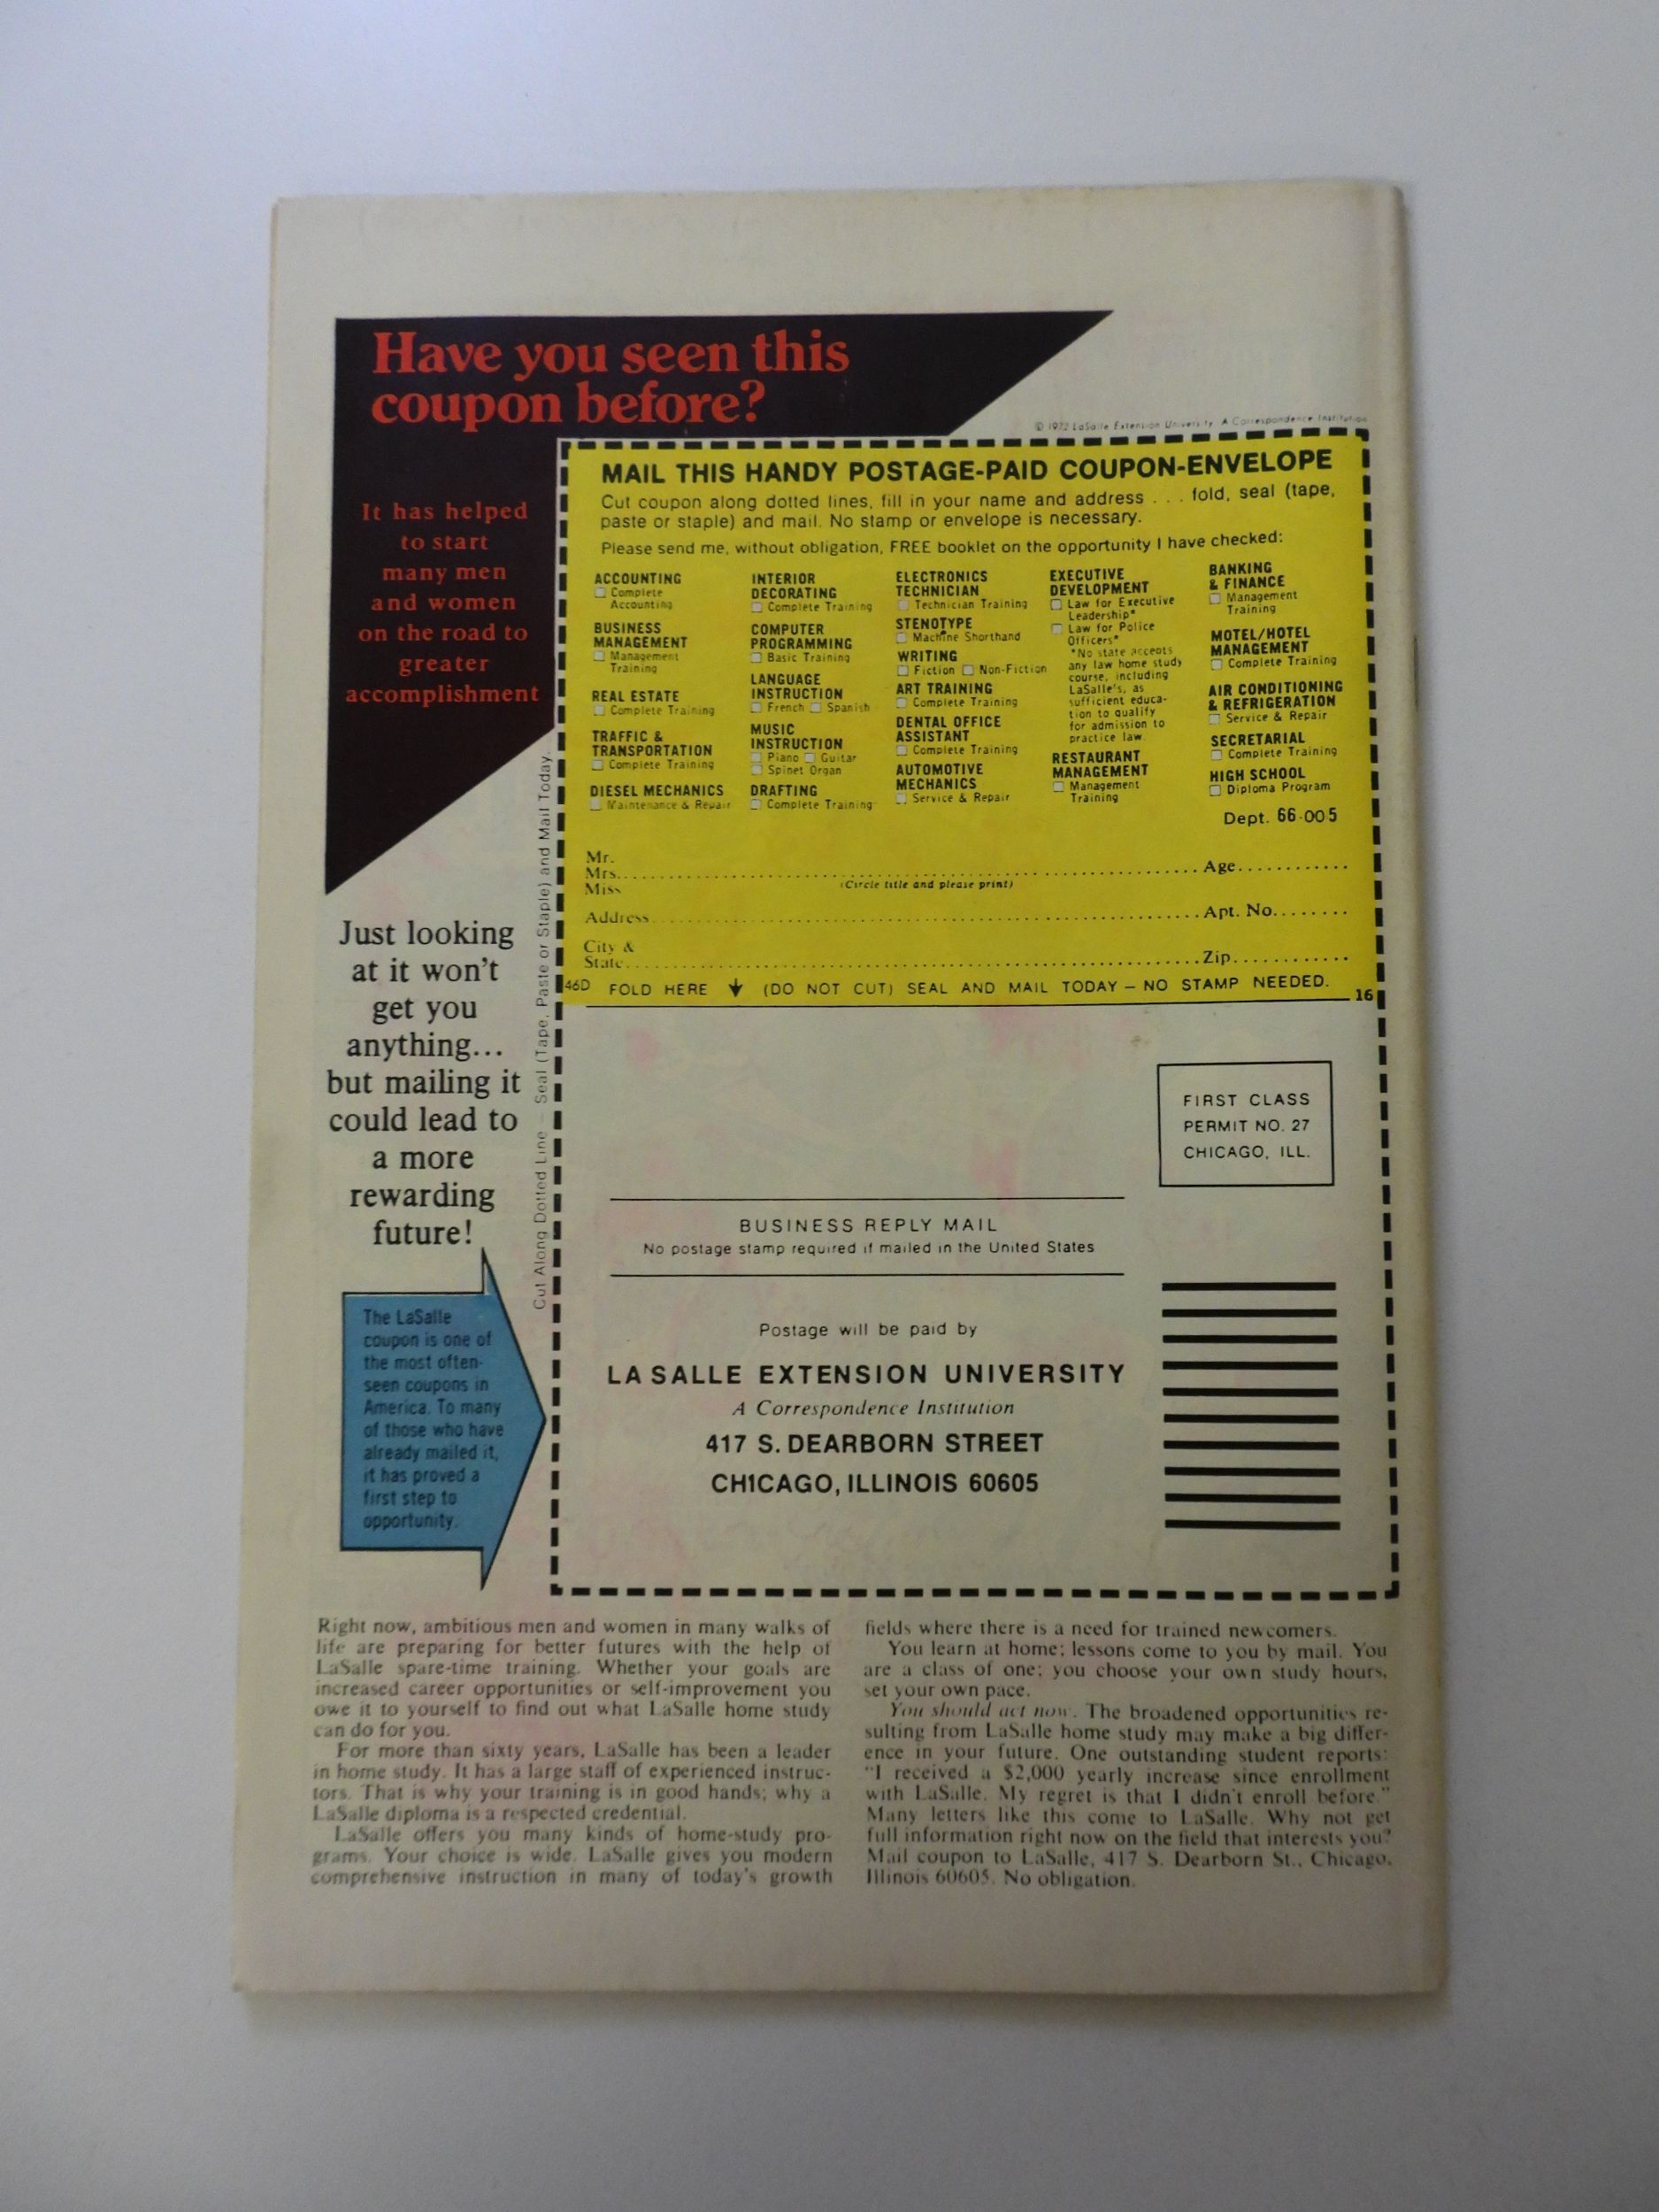 Have you seen this
coupon before?
© 1972 LaSalle Extension University A Correspondence Institution
It has helped
to start
many men
and women
on the road to
greater
accomplishment
Just looking
at it won't
get you
anything...
but mailing it
could lead to
a more
rewarding
future!
The LaSalle
coupon is one of
the most often-
seen coupons in
America. To many
of those who have
already mailed it,
it has proved a
first step to
opportunity.
Cut Along Dotted Line — Seal (Tape, Paste or Staple) and Mail Today.
MAIL THIS HANDY POSTAGE-PAID COUPON-ENVELOPE
Cut coupon along dotted lines, fill in your name and address . . . fold, seal (tape,
paste or staple) and mail. No stamp or envelope is necessary.
Please send me, without obligation, FREE booklet on the opportunity I have checked:
ACCOUNTING
Complete
Accounting
BUSINESS
MANAGEMENT
Management
Training
REAL ESTATE
Complete Training
TRAFFIC &
TRANSPORTATION
Complete Training
DIESEL MECHANICS
Maintenance & Repair
INTERIOR
DECORATING
Complete Training
COMPUTER
PROGRAMMING
Basic Training
LANGUAGE
INSTRUCTION
French Spanish
MUSIC
INSTRUCTION
Piano Guitar
Spinet Organ
DRAFTING
Complete Training
ELECTRONICS
TECHNICIAN
Technician Training
STENOTYPE
Machine Shorthand
WRITING
Fiction Non-Fiction
ART TRAINING
Complete Training
DENTAL OFFICE
ASSISTANT
Complete Training
AUTOMOTIVE
MECHANICS
Service & Repair
EXECUTIVE
DEVELOPMENT
Law for Executive
Leadership*
Law for Police
Officers*
*No state accepts
any law home study
course, including
LaSalle's, as
sufficient educa-
tion to qualify
for admission to
practice law.
RESTAURANT
MANAGEMENT
Management
Training
BANKING
& FINANCE
Management
Training
MOTEL/HOTEL
MANAGEMENT
Complete Training
AIR CONDITIONING
& REFRIGERATION
Service & Repair
SECRETARIAL
Complete Training
HIGH SCHOOL
Diploma Program
Dept. 66-005
Mr.
Mrs. Age
Miss (Circle title and please print)
Address Apt. No.
City &
State Zip
46D FOLD HERE (DO NOT CUT) SEAL AND MAIL TODAY — NO STAMP NEEDED.
16
FIRST CLASS
PERMIT NO. 27
CHICAGO, ILL.
BUSINESS REPLY MAIL
No postage stamp required if mailed in the United States
Postage will be paid by
LA SALLE EXTENSION UNIVERSITY
A Correspondence Institution
417 S. DEARBORN STREET
CHICAGO, ILLINOIS 60605
Right now, ambitious men and women in many walks of
life are preparing for better futures with the help of
LaSalle spare-time training. Whether your goals are
increased career opportunities or self-improvement you
owe it to yourself to find out what LaSalle home study
can do for you.
For more than sixty years, LaSalle has been a leader
in home study. It has a large staff of experienced instruc-
tors. That is why your training is in good hands; why a
LaSalle diploma is a respected credential.
LaSalle offers you many kinds of home-study pro-
grams. Your choice is wide. LaSalle gives you modern
comprehensive instruction in many of today's growth
fields where there is a need for trained newcomers.
You learn at home; lessons come to you by mail. You
are a class of one; you choose your own study hours,
set your own pace.
You should act now. The broadened opportunities re-
sulting from LaSalle home study may make a big differ-
ence in your future. One outstanding student reports:
"I received a $2,000 yearly increase since enrollment
with LaSalle. My regret is that I didn't enroll before."
Many letters like this come to LaSalle. Why not get
full information right now on the field that interests you?
Mail coupon to LaSalle, 417 S. Dearborn St., Chicago,
Illinois 60605. No obligation.